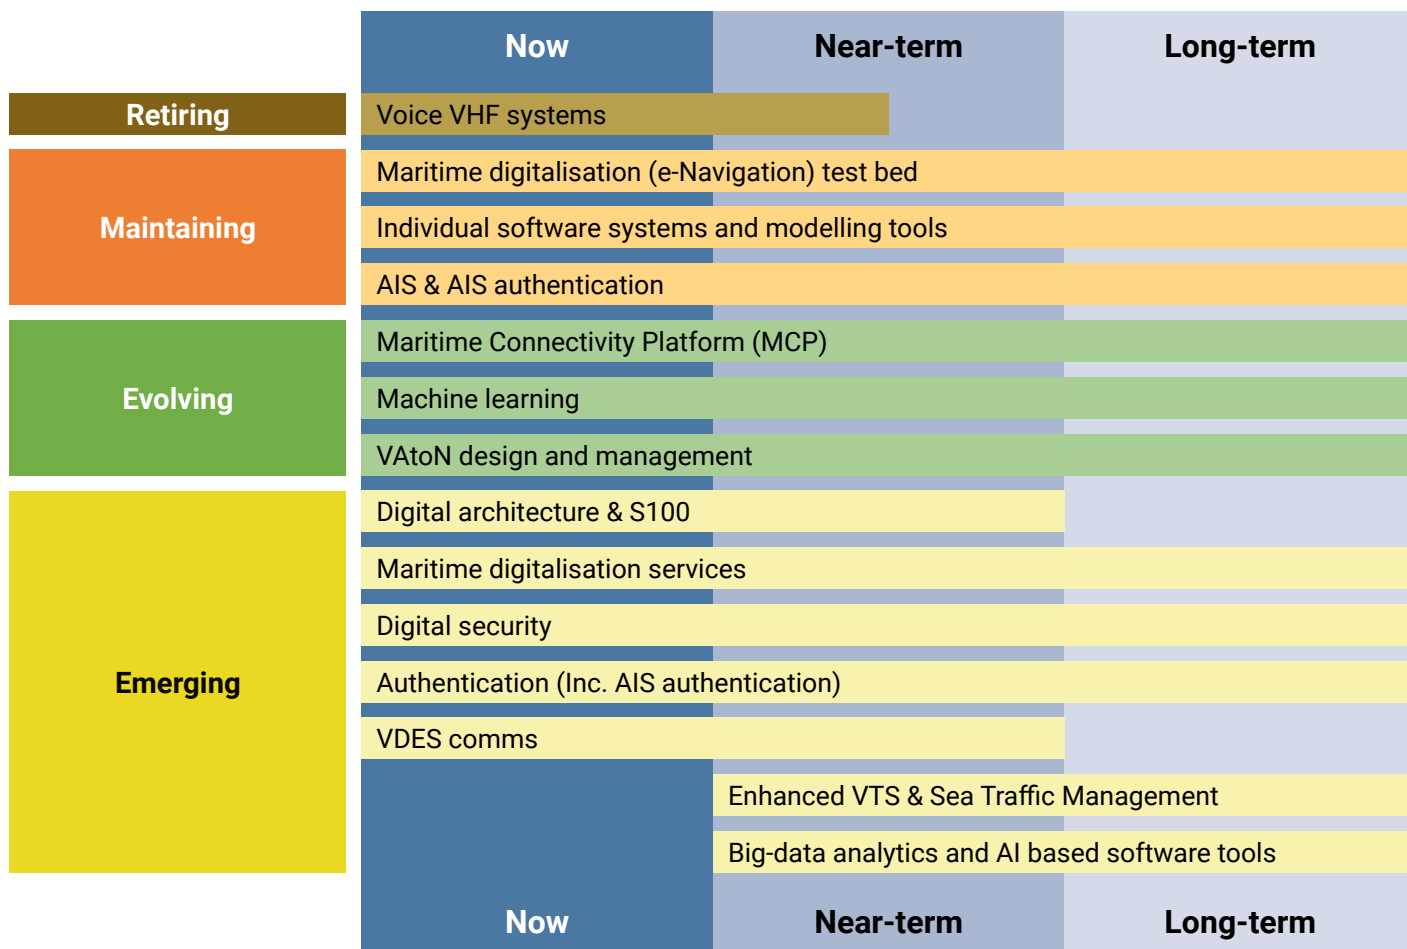 Now Near-term Long-term
Retiring Voice VHF systems
Maritime digitalisation (e-Navigation) test bed
Maintaining Individual software systems and modelling tools
AIS & AIS authentication
Maritime Connectivity Platform (MCP)
Evolving Machine learning
VAtoN design and management
Digital architecture & S100
Maritime digitalisation services
Digital security
Emerging Authentication (Inc. AIS authentication)
VDES comms
Enhanced VTS & Sea Traffic Management
Big-data analytics and AI based software tools
Now Near-term Long-term